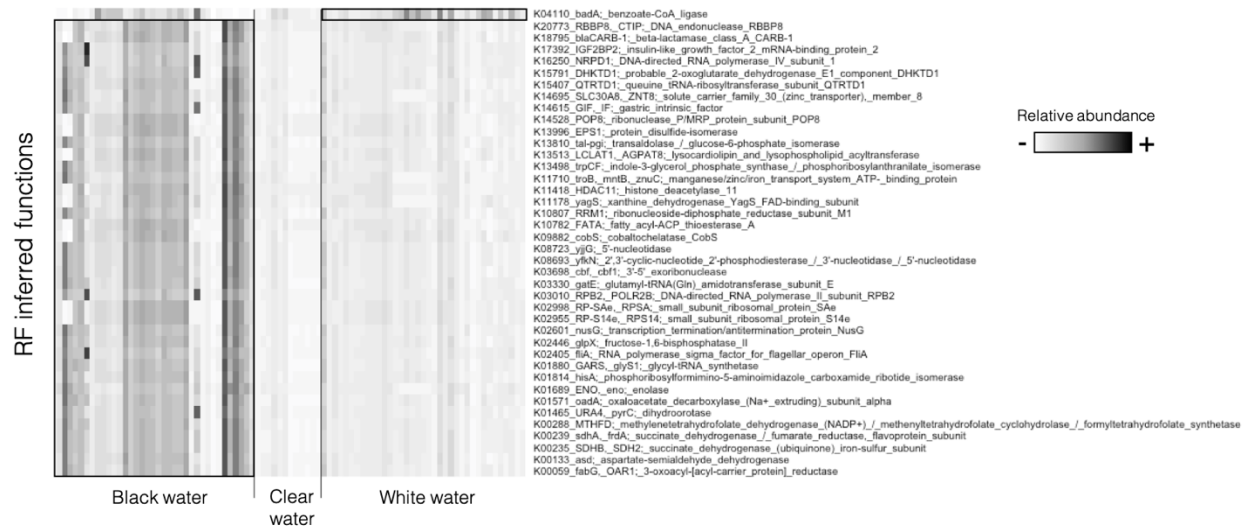 K04110_badA;_benzoate-CoA_ligase
K20773_RBBP8,_CTIP;_DNA_endonuclease_RBBP8
K18795_blaCARB-1;_beta-lactamase_class_A_CARB-1
K17392_IGF2BP2;_insulin-like_growth_factor_2_mRNA-binding_protein_2
K16250_NRPD1;_DNA-directed_RNA_polymerase_IV_subunit_1
K15791_DHKTD1;_probable_2-oxoglutarate_dehydrogenase_E1_component_DHKTD1
K15407_QTRTD1;_queuine_tRNA-ribosyltransferase_subunit_QTRTD1
K14695_SLC30A8,_ZNT8;_solute_carrier_family_30_(zinc_transporter),_member_8
K14615_GIF,_IF;_gastric_intrinsic_factor
K14528_POP8;_ribonuclease_P/MRP_protein_subunit_POP8
K13996_EPS1;_protein_disulfide-isomerase
K13810_tal-pgi;_transaldolase_/_glucose-6-phosphate_isomerase
K13513_LCLAT1,_AGPAT8;_lysocardiolipin_and_lysophospholipid_acyltransferase
K13498_trpCF;_indole-3-glycerol_phosphate_synthase_/_phosphoribosylanthranilate_isomerase
K11710_troB,_mntB,_znuC;_manganese/zinc/iron_transport_system_ATP-_binding_protein
K11418_HDAC11;_histone_deacetylase_11
K11178_yagS;_xanthine_dehydrogenase_YagS_FAD-binding_subunit
K10807_RRM1;_ribonucleoside-diphosphate_reductase_subunit_M1
K10782_FATA;_fatty_acyl-ACP_thioesterase_A
K09882_cobS;_cobaltochelatase_CobS
K08723_yjjG;_5'-nucleotidase
K08693_yfkN;_2',3'-cyclic-nucleotide_2'-phosphodiesterase_/_3'-nucleotidase_/_5'-nucleotidase
K03698_cbf,_cbf1;_3'-5'_exoribonuclease
K03330_gatE;_glutamyl-tRNA(Gln)_amidotransferase_subunit_E
K03010_RPB2,_POLR2B;_DNA-directed_RNA_polymerase_II_subunit_RPB2
K02998_RP-SAe,_RPSA;_small_subunit_ribosomal_protein_SAe
K02955_RP-S14e,_RPS14;_small_subunit_ribosomal_protein_S14e
K02601_nusG;_transcription_termination/antitermination_protein_NusG
K02446_glpX;_fructose-1,6-bisphosphatase_II
K02405_fliA;_RNA_polymerase_sigma_factor_for_flagellar_operon_FliA
K01880_GARS,_glyS1;_glycyl-tRNA_synthetase
K01814_hisA;_phosphoribosylformimino-5-aminoimidazole_carboxamide_ribotide_isomerase
K01689_ENO,_eno;_enolase
K01571_oadA;_oxaloacetate_decarboxylase_(Na+_extruding)_subunit_alpha
K01465_URA4,_pyrC;_dihydroorotase
K00288_MTHFD;_methylenetetrahydrofolate_dehydrogenase_(NADP+)_/_methenyltetrahydrofolate_cyclohydrolase_/_formyltetrahydrofolate_synthetase
K00239_sdhA,_frdA;_succinate_dehydrogenase_/_fumarate_reductase,_flavoprotein_subunit
K00235_SDHB,_SDH2;_succinate_dehydrogenase_(ubiquinone)_iron-sulfur_subunit
K00133_asd;_aspartate-semialdehyde_dehydrogenase
K00059_fabG,_OAR1;_3-oxoacyl-[acyl-carrier_protein]_reductase
Relative abundance
- +
RF inferred functions
Black water
Clear
water
White water